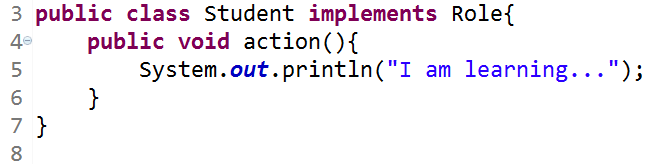 3 public class Student implements Role{
4 public void action(){
5 System.out.println("I am learning...");
6 }
7 }
8